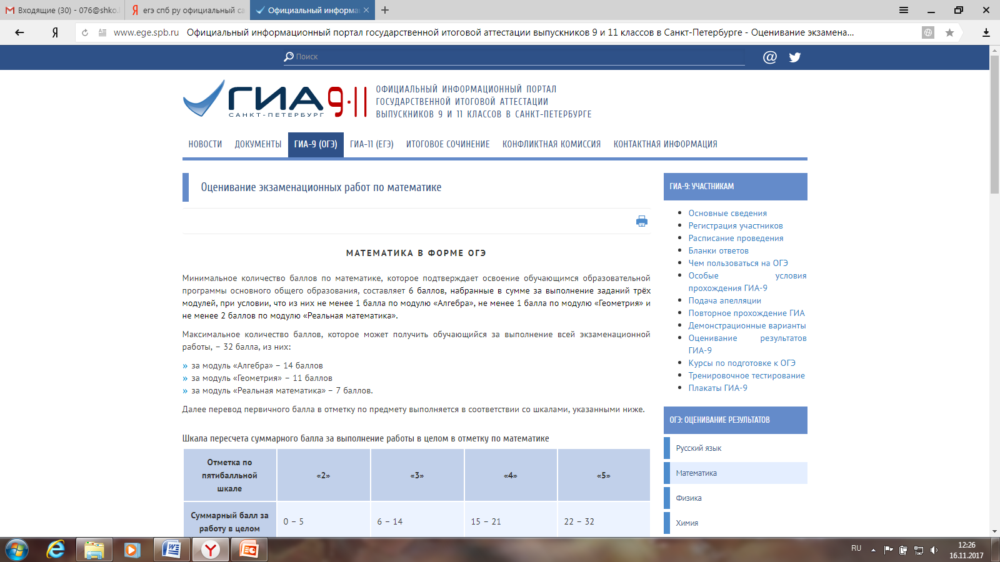 Входящие (30) - 076@shko
егэ спб ру официальный са
Официальный информа
www.ege.spb.ru Официальный информационный портал государственной итоговой аттестации выпускников 9 и 11 классов в Санкт-Петербурге - Оценивание экзамена...
Поиск
ГИА 9·11
САНКТ-ПЕТЕРБУРГ
ОФИЦИАЛЬНЫЙ ИНФОРМАЦИОННЫЙ ПОРТАЛ
ГОСУДАРСТВЕННОЙ ИТОГОВОЙ АТТЕСТАЦИИ
ВЫПУСКНИКОВ 9 И 11 КЛАССОВ В САНКТ-ПЕТЕРБУРГЕ
НОВОСТИ ДОКУМЕНТЫ ГИА-9 (ОГЭ) ГИА-11 (ЕГЭ) ИТОГОВОЕ СОЧИНЕНИЕ КОНФЛИКТНАЯ КОМИССИЯ КОНТАКТНАЯ ИНФОРМАЦИЯ
Оценивание экзаменационных работ по математике
МАТЕМАТИКА В ФОРМЕ ОГЭ
Минимальное количество баллов по математике, которое подтверждает освоение обучающимся образовательной
программы основного общего образования, составляет 6 баллов, набранные в сумме за выполнение заданий трёх
модулей, при условии, что из них не менее 1 балла по модулю «Алгебра», не менее 1 балла по модулю «Геометрия» и
не менее 2 баллов по модулю «Реальная математика».
Максимальное количество баллов, которое может получить обучающийся за выполнение всей экзаменационной
работы, – 32 балла, из них:
» за модуль «Алгебра» – 14 баллов
» за модуль «Геометрия» – 11 баллов
» за модуль «Реальная математика» – 7 баллов.
Далее перевод первичного балла в отметку по предмету выполняется в соответствии со шкалами, указанными ниже.
Шкала пересчета суммарного балла за выполнение работы в целом в отметку по математике
Отметка по
пятибалльной
шкале
«2» «3» «4» «5»
Суммарный балл за
работу в целом
0 – 5 6 – 14 15 – 21 22 – 32
ГИА-9: УЧАСТНИКАМ
Основные сведения
Регистрация участников
Расписание проведения
Бланки ответов
Чем пользоваться на ОГЭ
Особые условия
прохождения ГИА-9
Подача апелляции
Повторное прохождение ГИА
Демонстрационные варианты
Оценивание результатов
ГИА-9
Курсы по подготовке к ОГЭ
Тренировочное тестирование
Плакаты ГИА-9
ОГЭ: ОЦЕНИВАНИЕ РЕЗУЛЬТАТОВ
Русский язык
Математика
Физика
Химия
RU
12:26
16.11.2017